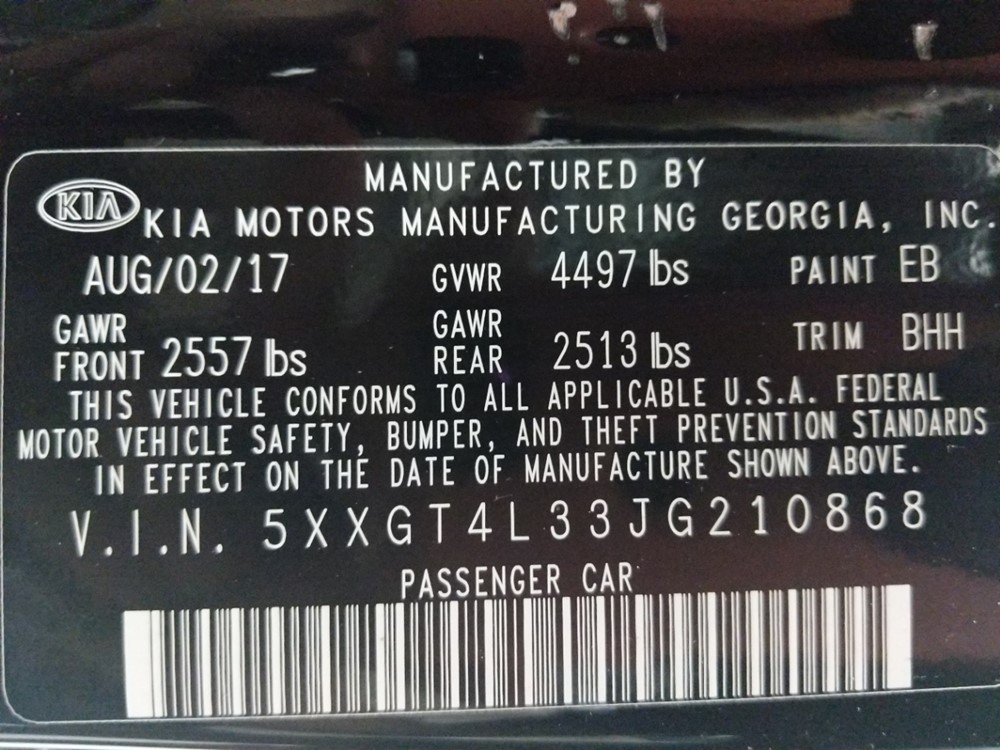 MANUFACTURED BY
KIA KIA MOTORS MANUFACTURING GEORGIA, INC.
AUG/02/17 GVWR 4497 lbs PAINT EB
GAWR FRONT 2557 lbs GAWR REAR 2513 lbs TRIM BHH
THIS VEHICLE CONFORMS TO ALL APPLICABLE U.S.A. FEDERAL
MOTOR VEHICLE SAFETY, BUMPER, AND THEFT PREVENTION STANDARDS
IN EFFECT ON THE DATE OF MANUFACTURE SHOWN ABOVE.
V.I.N. 5XXGT4L33JG210868
PASSENGER CAR